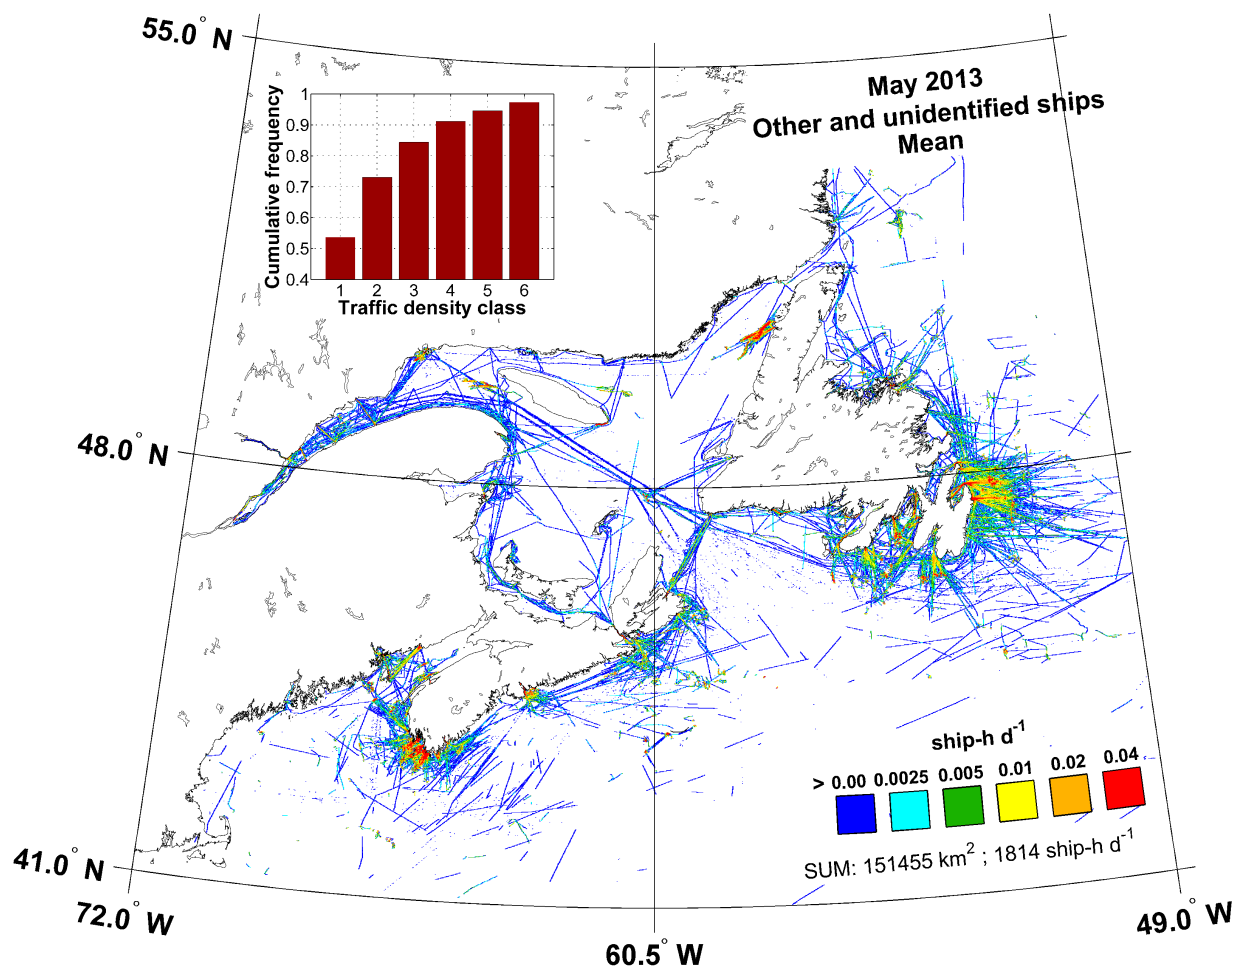 55.0° N
May 2013
Other and unidentified ships
Mean
Cumulative frequency
1
0.9
0.8
0.7
0.6
0.5
0.4
1 2 3 4 5 6
Traffic density class
48.0° N
ship-h d⁻¹
> 0.00 0.0025 0.005 0.01 0.02 0.04
SUM: 151455 km² ; 1814 ship-h d⁻¹
41.0° N
72.0° W
60.5° W
49.0° W